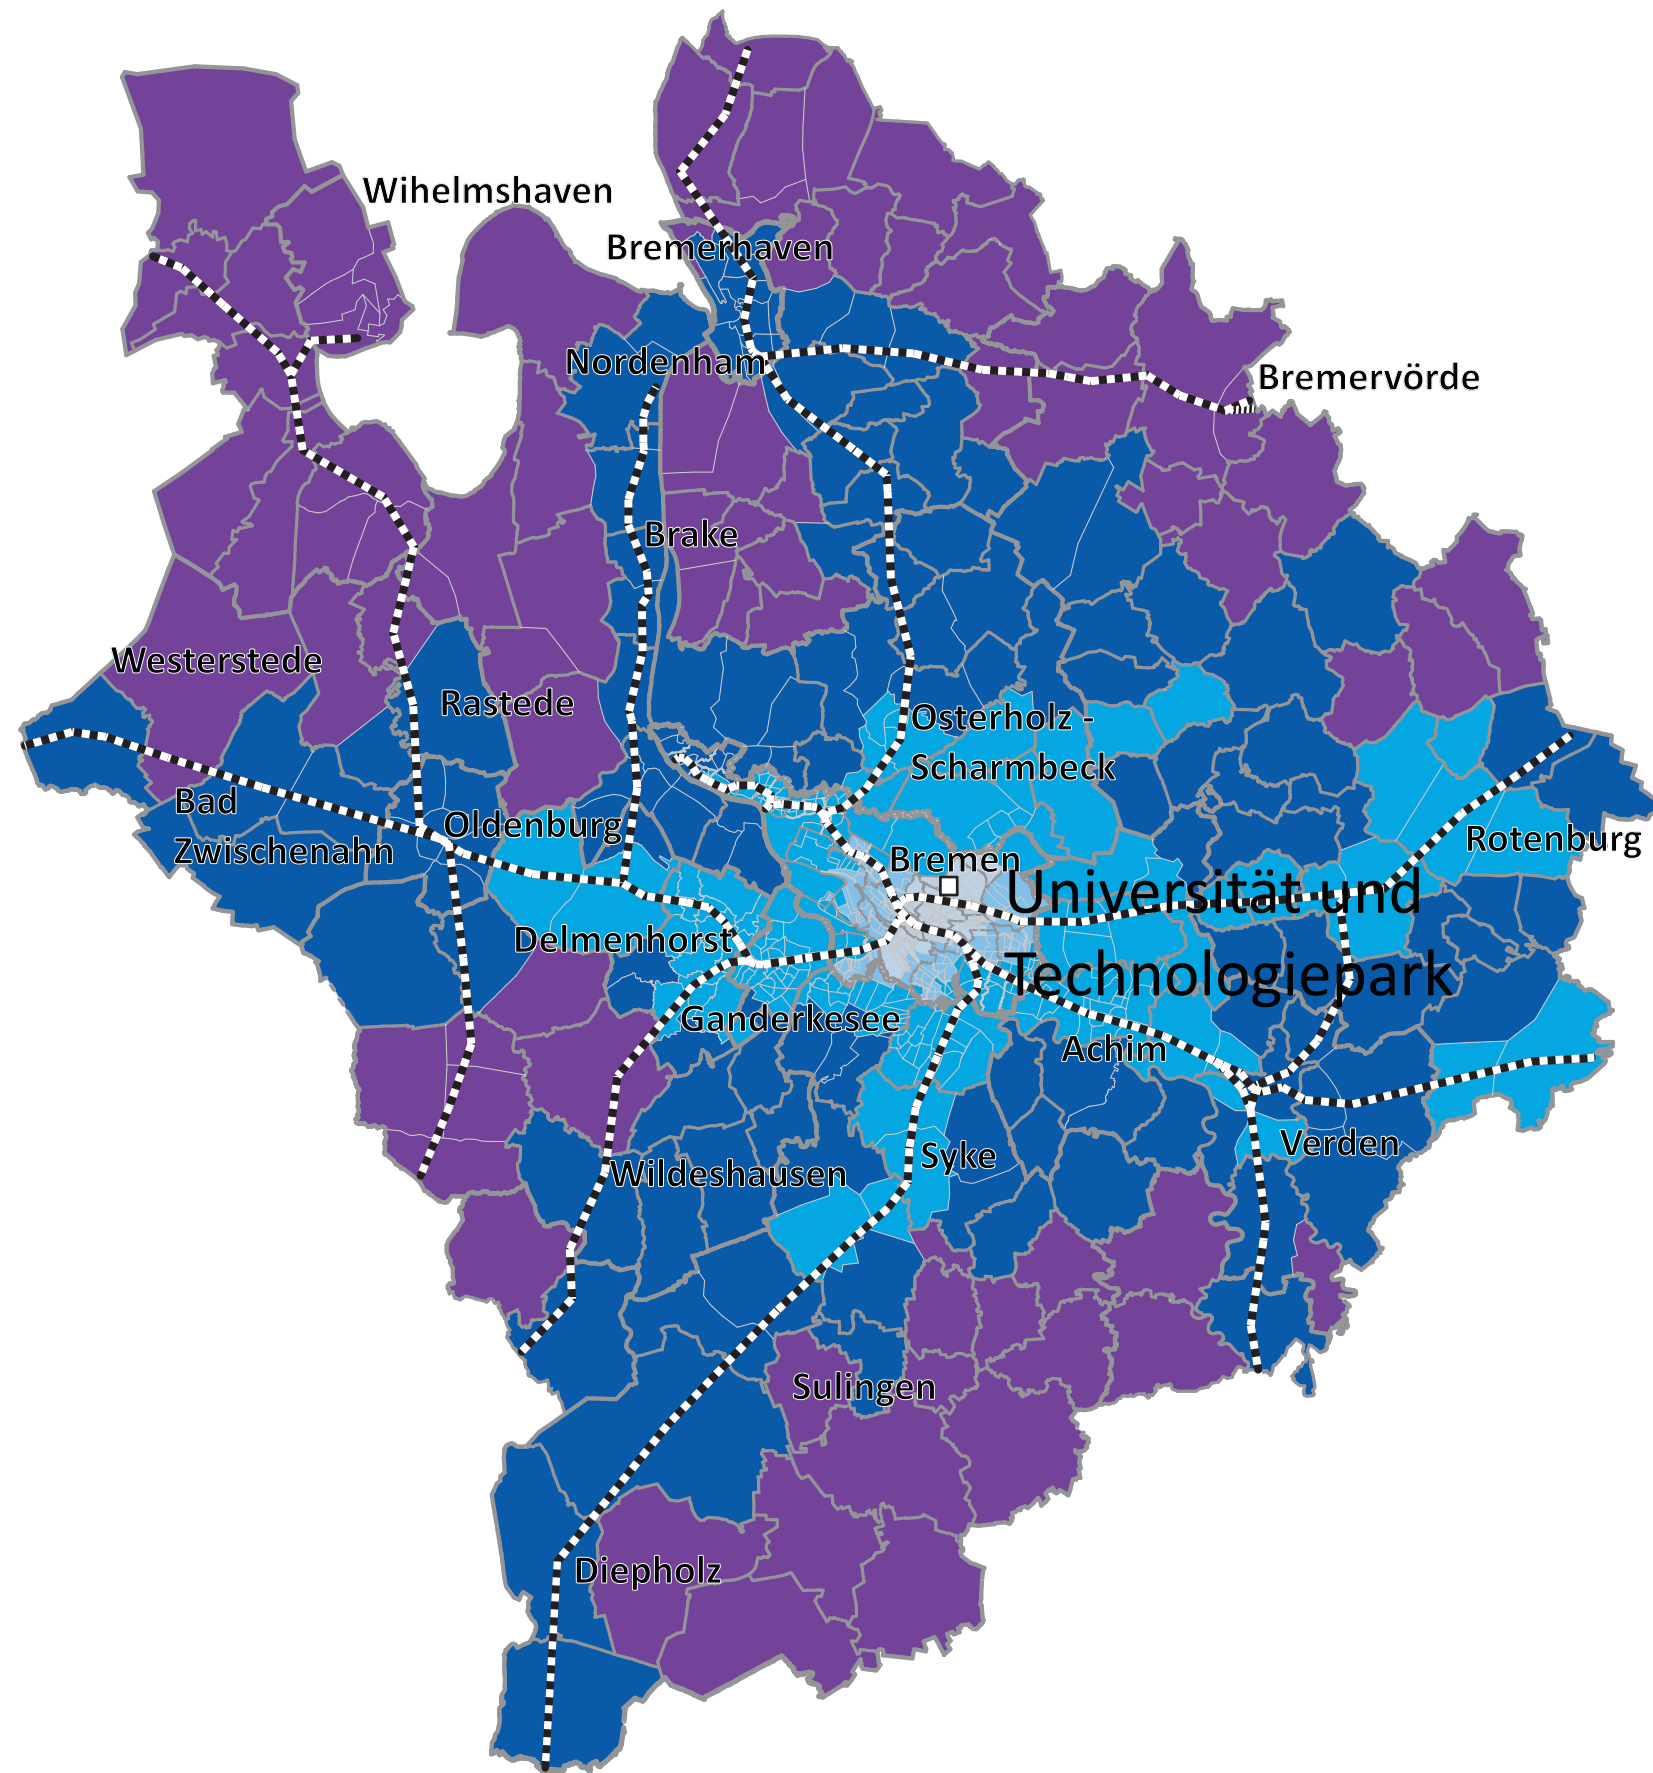 Wihelmshaven
Bremerhaven
Nordenham
Bremervörde
Brake
Westerstede
Rastede
Osterholz -
Scharmbeck
Bad
Zwischenahn
Oldenburg
Rotenburg
Bremen
Universität und
Technologiepark
Delmenhorst
Ganderkesee
Achim
Verden
Syke
Wildeshausen
Sulingen
Diepholz